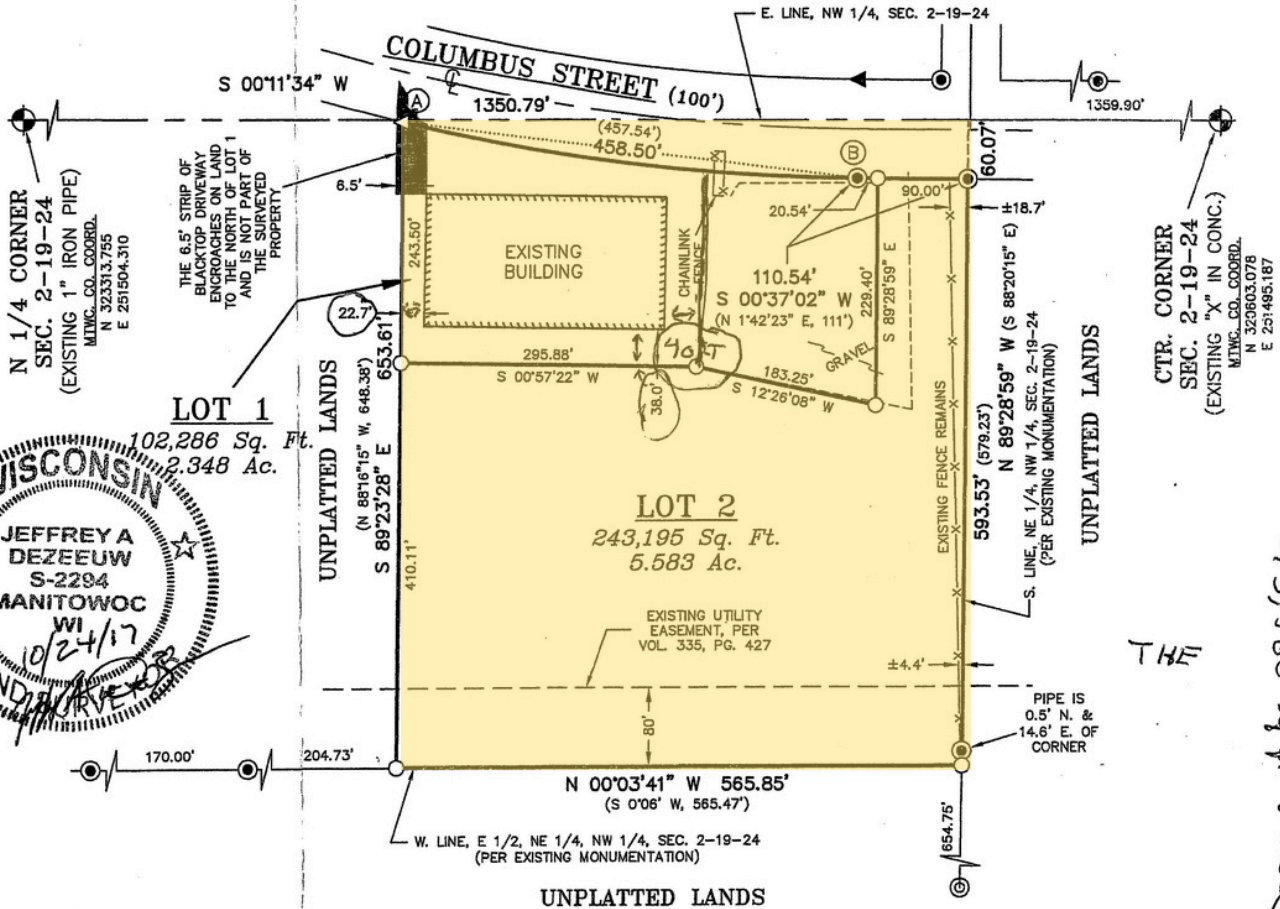 E. LINE, NW 1/4, SEC. 2-19-24
COLUMBUS STREET (100')
S 00°11'34" W
A
1350.79'
1359.90'
(457.54')
458.50'
B
60.07'
N 1/4 CORNER
SEC. 2-19-24
(EXISTING 1" IRON PIPE)
MTWC. CO. COORD.
N 323313.755
E 251504.310
THE 6.5' STRIP OF
BLACKTOP DRIVEWAY
ENCROACHES ON LAND
TO THE NORTH OF LOT 1
AND IS NOT PART OF
THE SURVEYED
PROPERTY
6.5'
243.50'
22.7'
EXISTING
BUILDING
CHAINLINK
FENCE
20.54'
90.00'
±18.7'
110.54'
S 00°37'02" W
(N 1°42'23" E, 111')
229.40'
S 89°28'59" E
GRAVEL
295.88'
S 00°57'22" W
38.0'
183.25'
S 12°26'08" W
CTR. CORNER
SEC. 2-19-24
(EXISTING "X" IN CONC.)
MTWC. CO. COORD.
N 320603.078
LOT 1
102,286 Sq. Ft.
2.348 Ac.
UNPLATTED LANDS
(N 88°16'15" W, 648.38')
S 89°23'28" E 653.61'
410.11'
LOT 2
243,195 Sq. Ft.
5.583 Ac.
EXISTING FENCE REMAINS
593.53' (579.23')
N 89°28'59" W (S 88°20'15" E)
S. LINE, NE 1/4, NW 1/4, SEC. 2-19-24
(PER EXISTING MONUMENTATION)
UNPLATTED LANDS
WISCONSIN
JEFFREY A
DEZEEUW
S-2294
MANITOWOC
WI
10/24/17
EXISTING UTILITY
EASEMENT, PER
VOL. 335, PG. 427
±4.4'
80'
THE
PIPE IS
0.5' N. &
14.6' E. OF
CORNER
170.00'
204.73'
N 00°03'41" W 565.85'
(S 0°06' W, 565.47')
W. LINE, E 1/2, NE 1/4, NW 1/4, SEC. 2-19-24
(PER EXISTING MONUMENTATION)
654.75'
UNPLATTED LANDS